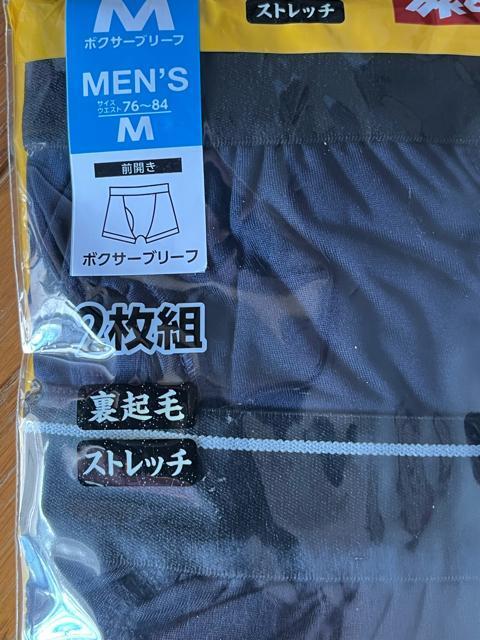 ストレッチ
M
ボクサーブリーフ
MEN'S
サイズ
ウエスト 76〜84
M
前開き
ボクサーブリーフ
2枚組
裏起毛
ストレッチ